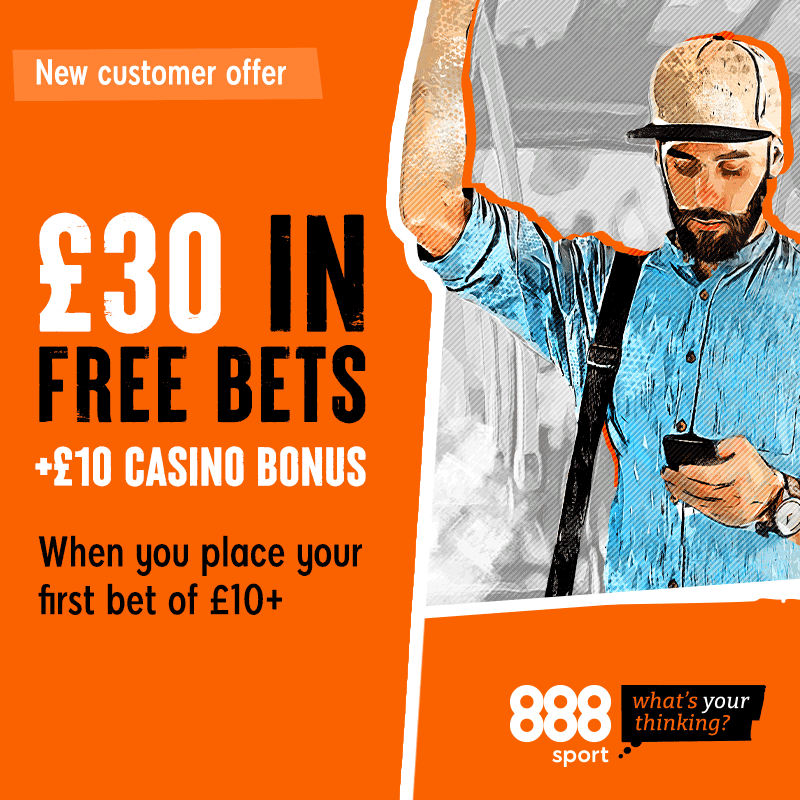 New customer offer
£30 IN
FREE BETS
+£10 CASINO BONUS
When you place your
first bet of £10+
888
sport
what's your
thinking?